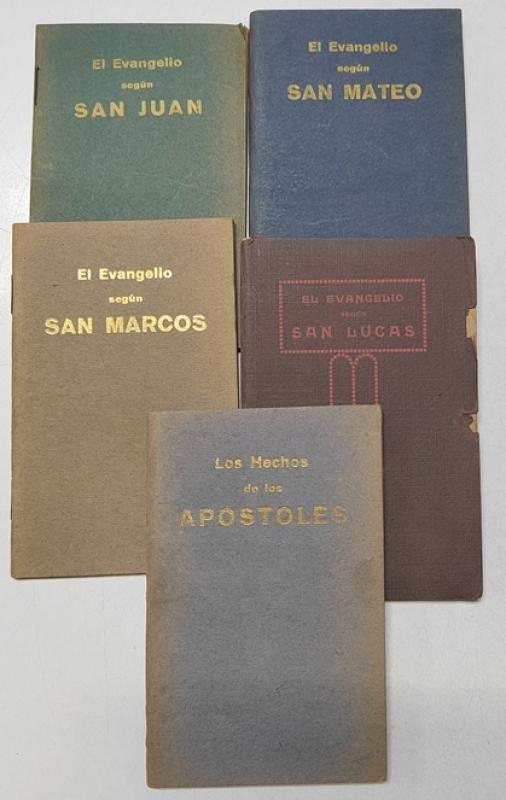 El Evangelio
según
SAN JUAN
El Evangelio
según
SAN MATEO
El Evangelio
según
SAN MARCOS
EL EVANGELIO
SEGÚN
SAN LUCAS
Los Hechos
de los
APOSTOLES